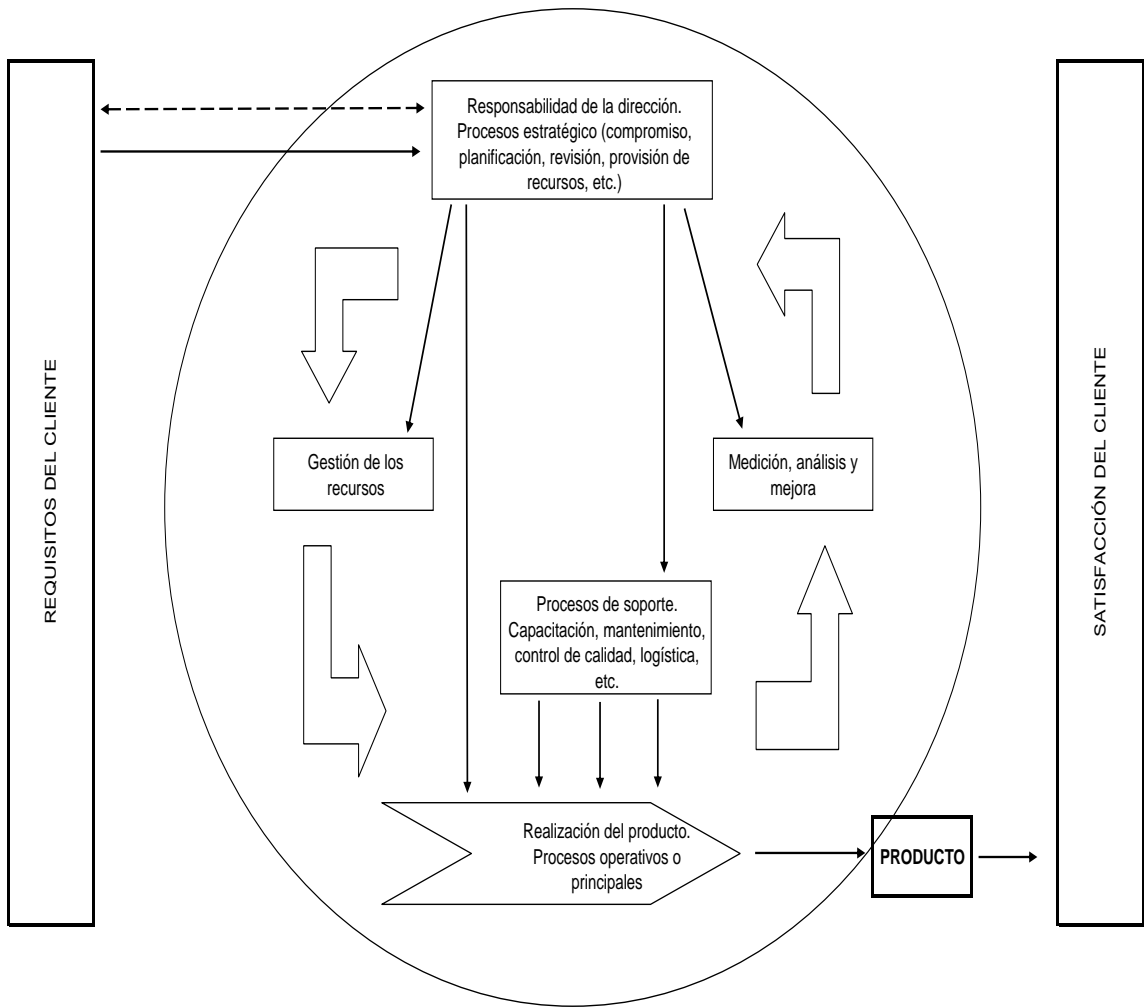 Responsabilidad de la dirección.
Procesos estratégico (compromiso,
planificación, revisión, provisión de
recursos, etc.)
REQUISITOS DEL CLIENTE
Gestión de los
recursos
Medición, análisis y
mejora
SATISFACCIÓN DEL CLIENTE
Procesos de soporte.
Capacitación, mantenimiento,
control de calidad, logística,
etc.
Realización del producto.
Procesos operativos o
principales
PRODUCTO